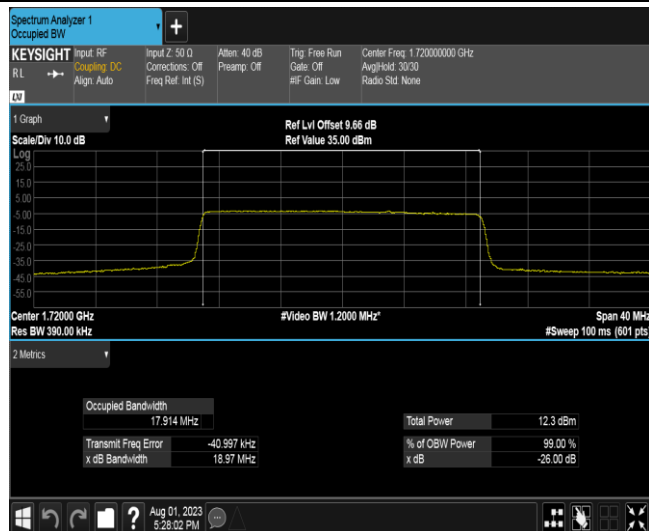 Spectrum Analyzer 1
Occupied BW
+
KEYSIGHT
RL
Input: RF
Coupling: DC
Align: Auto
Input Z: 50 Ω
Corrections: Off
Freq Ref: Int (S)
Atten: 40 dB
Preamp: Off
Trig: Free Run
Gate: Off
#IF Gain: Low
Center Freq: 1.720000000 GHz
Avg|Hold: 30/30
Radio Std: None
LXI
1 Graph
Scale/Div 10.0 dB
Ref Lvl Offset 9.66 dB
Ref Value 35.00 dBm
Log
25.0
15.0
5.00
-5.00
-15.0
-25.0
-35.0
-45.0
-55.0
Center 1.72000 GHz
#Video BW 1.2000 MHz*
Span 40 MHz
Res BW 390.00 kHz
#Sweep 100 ms (601 pts)
2 Metrics
Occupied Bandwidth
17.914 MHz
Total Power 12.3 dBm
Transmit Freq Error -40.997 kHz
% of OBW Power 99.00 %
x dB Bandwidth 18.97 MHz
x dB -26.00 dB
?
Aug 01, 2023
5:28:02 PM